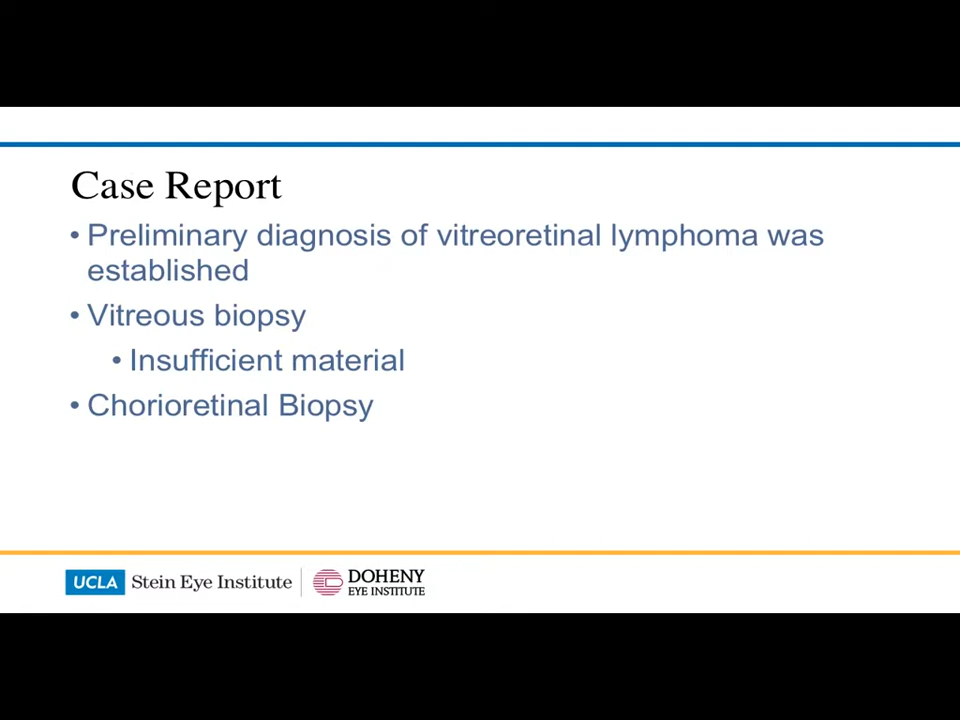 Case Report
• Preliminary diagnosis of vitreoretinal lymphoma was
established
• Vitreous biopsy
• Insufficient material
• Chorioretinal Biopsy
UCLA Stein Eye Institute
DOHENY
EYE INSTITUTE